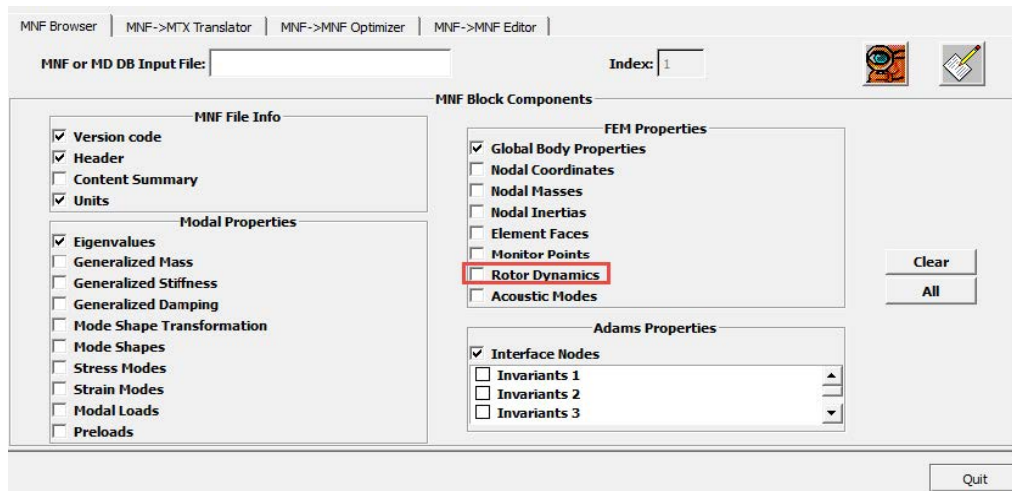 MNF Browser MNF->MTX Translator MNF->MNF Optimizer MNF->MNF Editor
MNF or MD DB Input File: Index: 1
MNF Block Components
MNF File Info
Version code
Header
Content Summary
Units
Modal Properties
Eigenvalues
Generalized Mass
Generalized Stiffness
Generalized Damping
Mode Shape Transformation
Mode Shapes
Stress Modes
Strain Modes
Modal Loads
Preloads
FEM Properties
Global Body Properties
Nodal Coordinates
Nodal Masses
Nodal Inertias
Element Faces
Monitor Points
Rotor Dynamics
Acoustic Modes
Adams Properties
Interface Nodes
Invariants 1
Invariants 2
Invariants 3
Clear
All
Quit